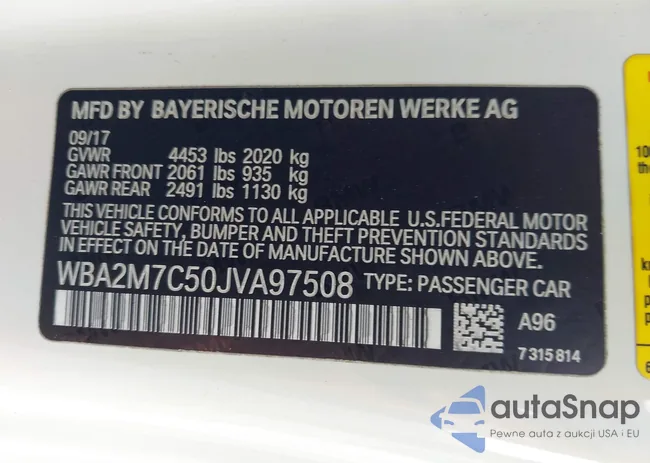 MFD BY BAYERISCHE MOTOREN WERKE AG
09/17
GVWR 4453 lbs 2020 kg
GAWR FRONT 2061 lbs 935 kg
GAWR REAR 2491 lbs 1130 kg
THIS VEHICLE CONFORMS TO ALL APPLICABLE U.S.FEDERAL MOTOR
VEHICLE SAFETY, BUMPER AND THEFT PREVENTION STANDARDS
IN EFFECT ON THE DATE OF MANUFACTURE SHOWN ABOVE.
WBA2M7C50JVA97508 TYPE: PASSENGER CAR
A96
7 315 814
autaSnap
Pewne auta z aukcji USA i EU